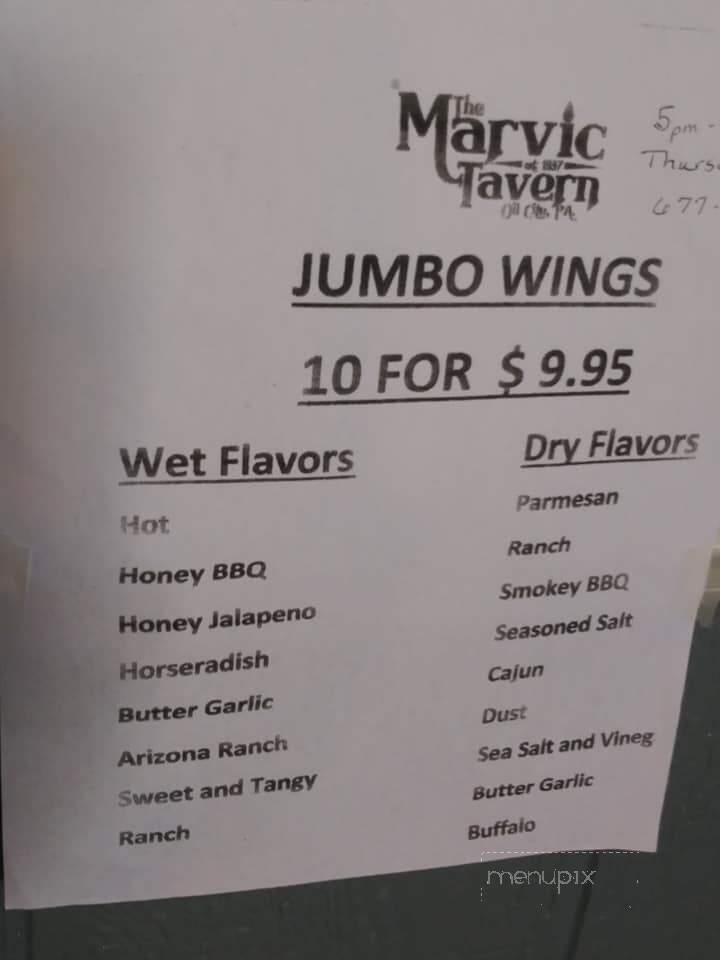 The
Marvic
est. 1937
Tavern
Oil City, PA.
5pm -
Thurs
677-
JUMBO WINGS
10 FOR $ 9.95
Wet Flavors
Hot
Honey BBQ
Honey Jalapeno
Horseradish
Butter Garlic
Arizona Ranch
Sweet and Tangy
Ranch
Dry Flavors
Parmesan
Ranch
Smokey BBQ
Seasoned Salt
Cajun
Dust
Sea Salt and Vineg
Butter Garlic
Buffalo
menupix